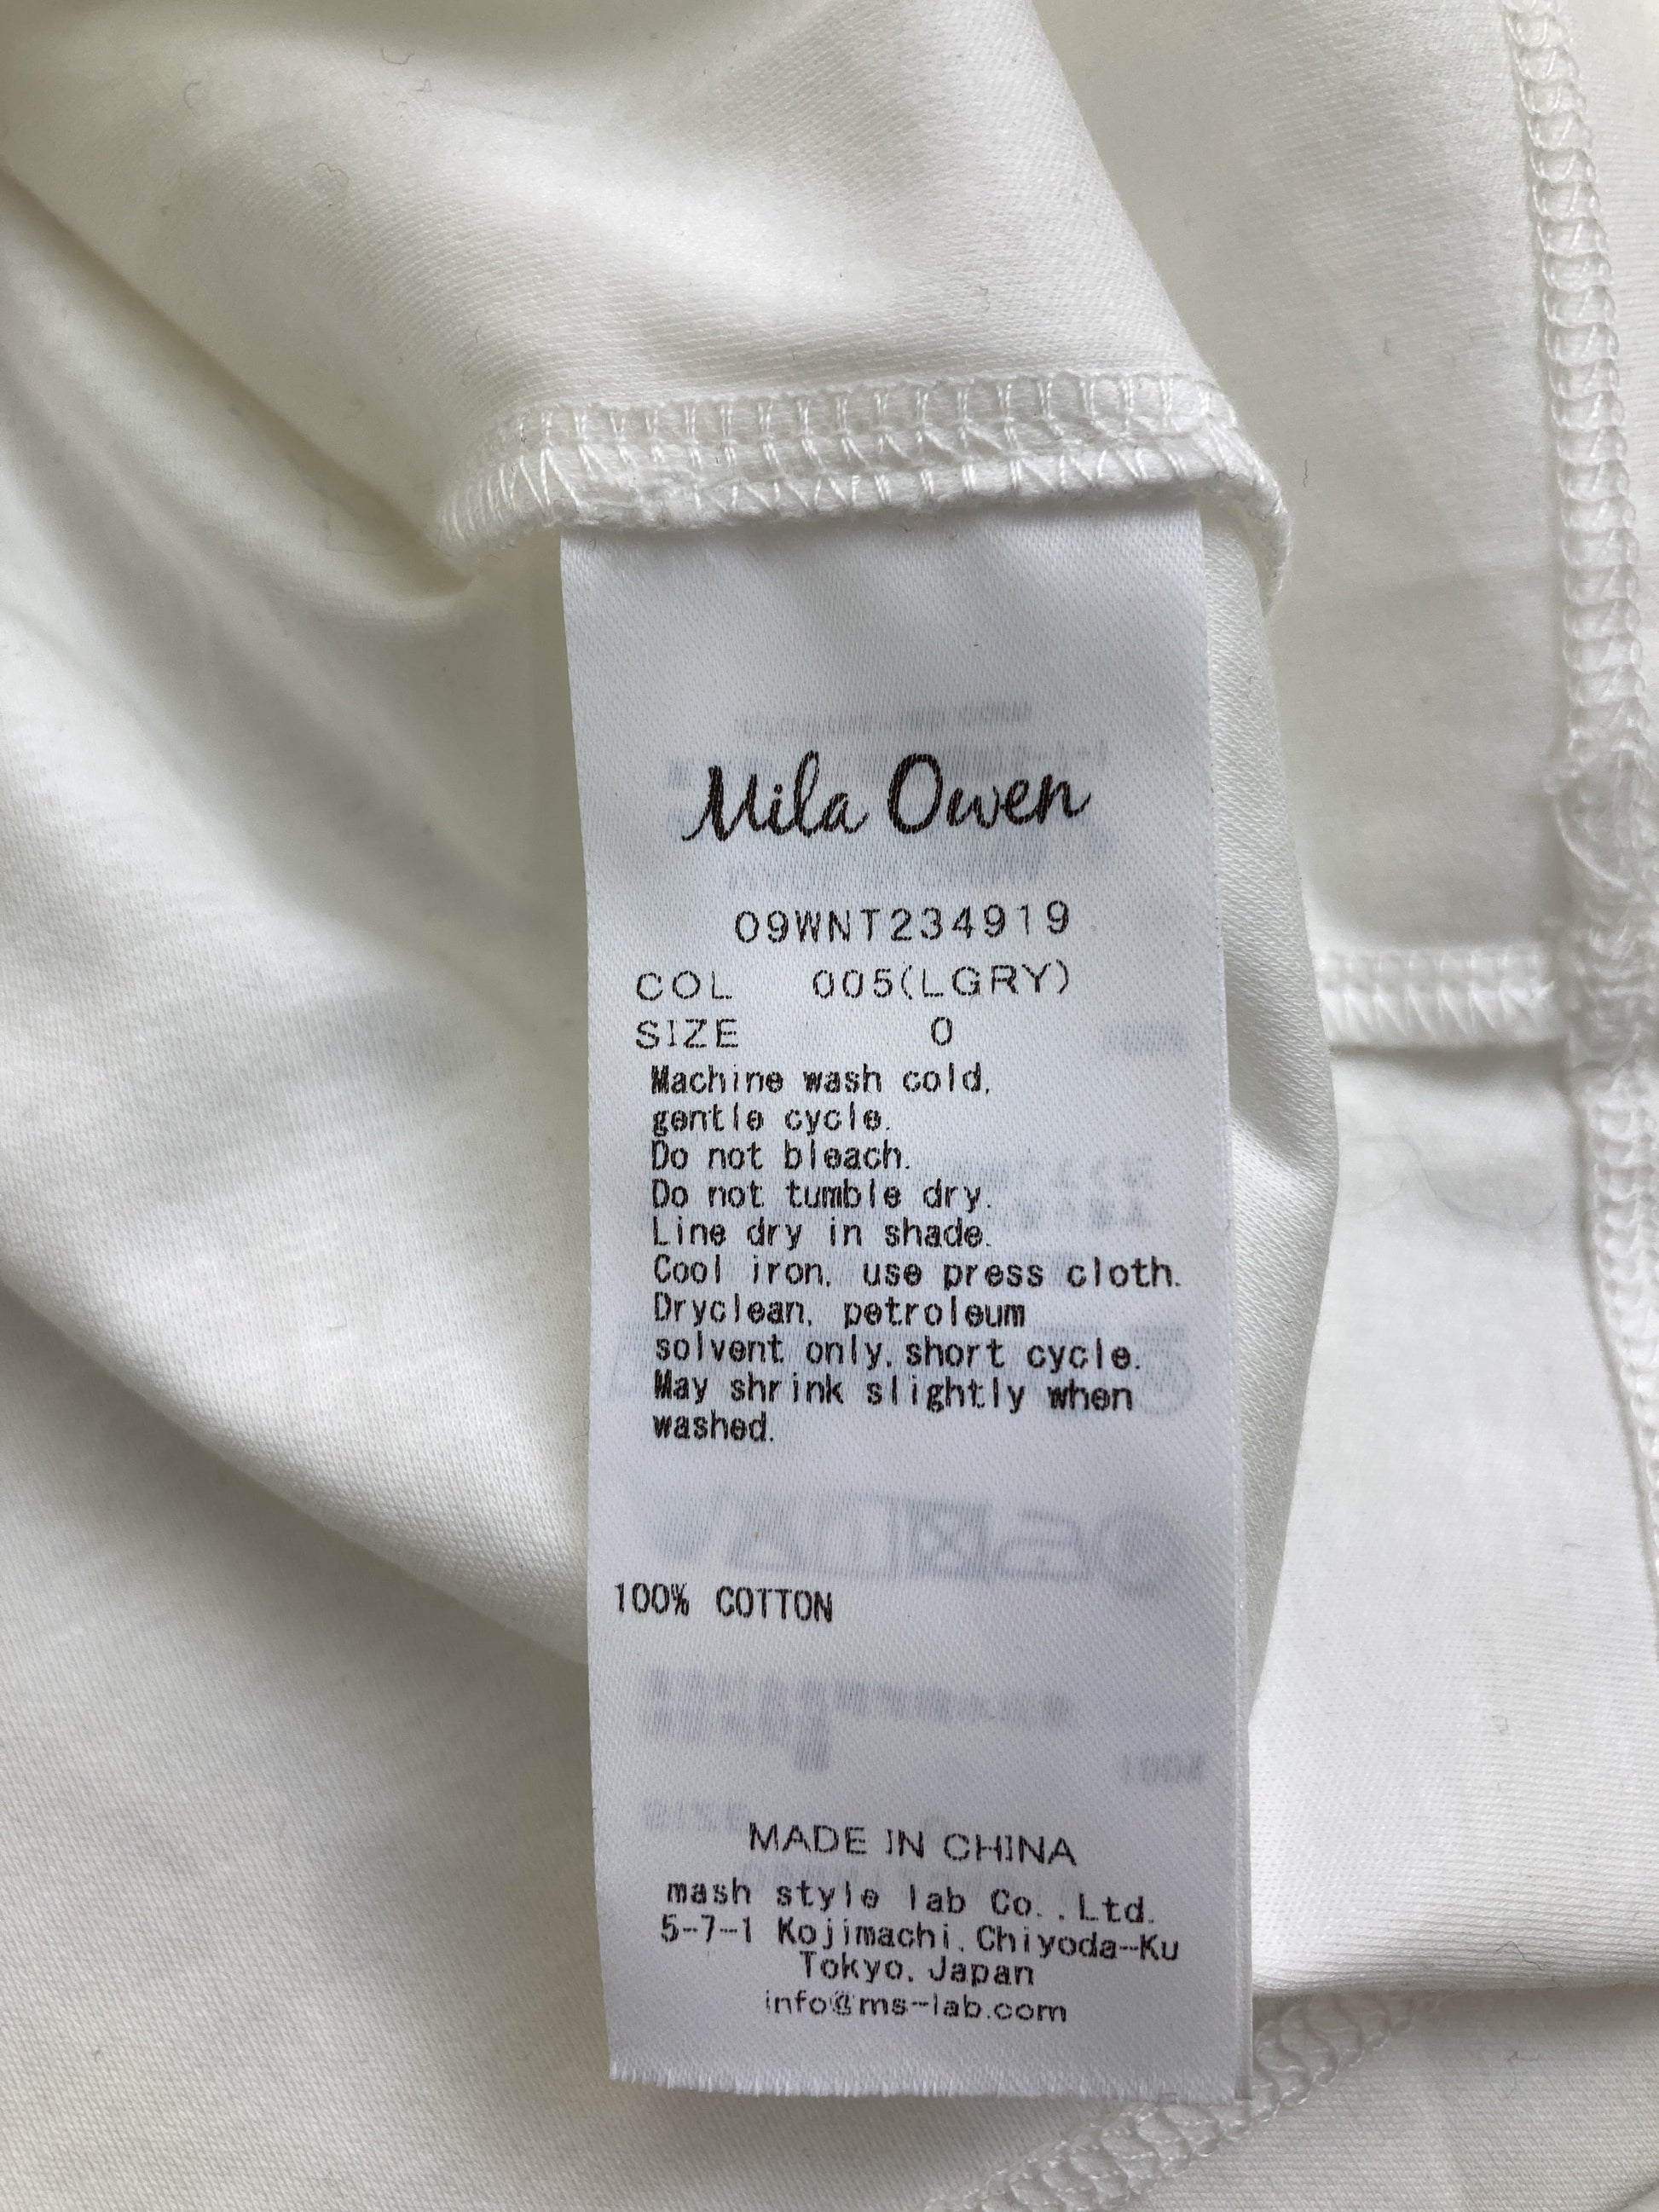 Mila Owen
09WNT234919
COL 005(LGRY)
SIZE 0
Machine wash cold,
gentle cycle.
Do not bleach.
Do not tumble dry.
Line dry in shade.
Cool iron, use press cloth.
Dryclean, petroleum
solvent only, short cycle.
May shrink slightly when
washed.
100% COTTON
MADE IN CHINA
mash style lab Co.,Ltd.
5-7-1 Kojimachi,Chiyoda-Ku
Tokyo,Japan
info@ms-lab.com